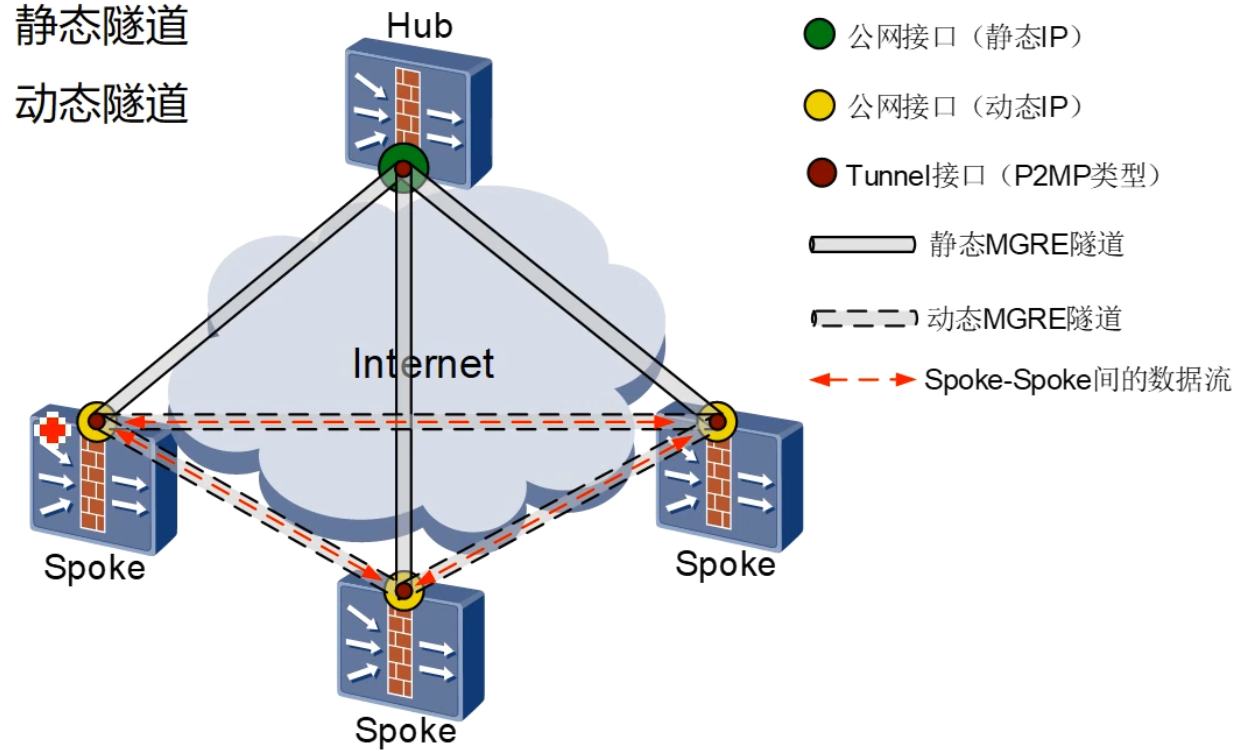 静态隧道
动态隧道
Hub
公网接口（静态IP）
公网接口（动态IP）
Tunnel接口（P2MP类型）
静态MGRE隧道
动态MGRE隧道
Spoke-Spoke间的数据流
Internet
Spoke
Spoke
Spoke